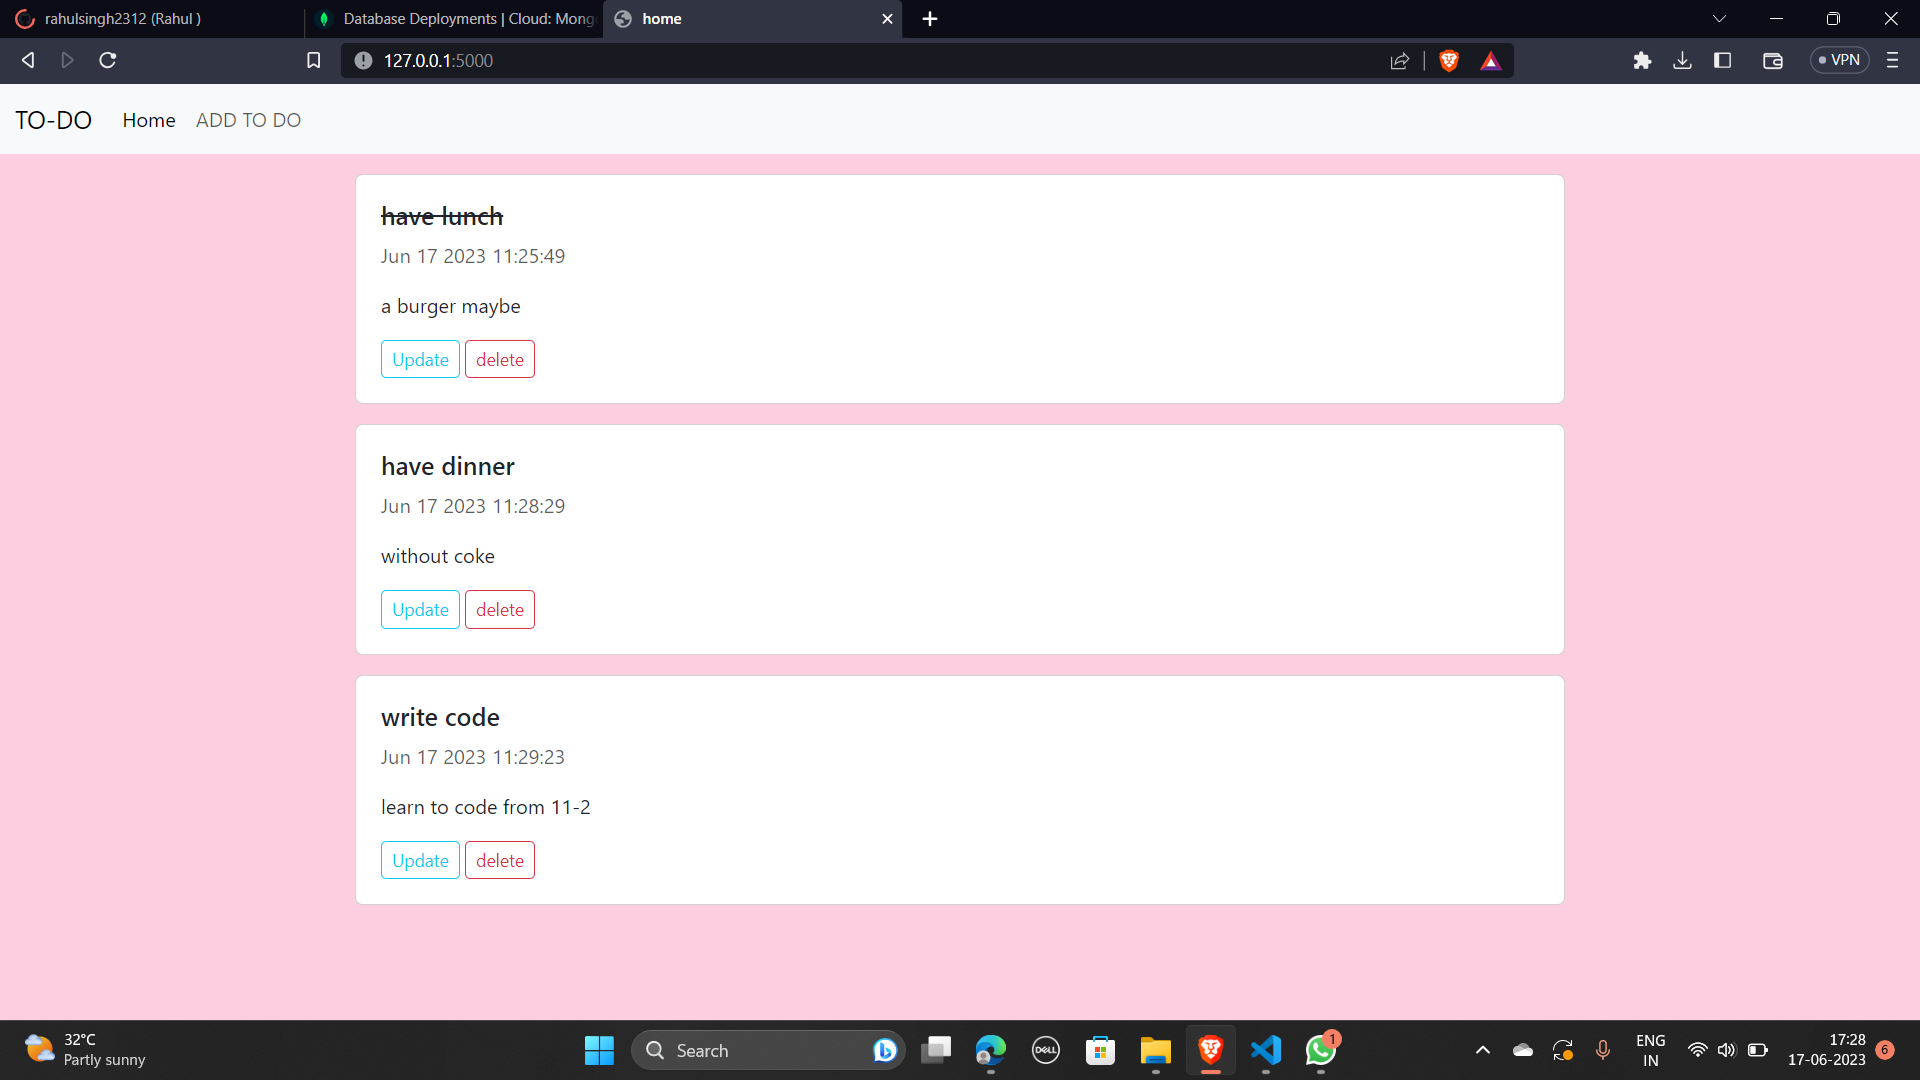 rahulsingh2312 (Rahul )
Database Deployments | Cloud: Mong
home
127.0.0.1:5000
VPN
TO-DO
Home
ADD TO DO
have lunch
Jun 17 2023 11:25:49
a burger maybe
Update
delete
have dinner
Jun 17 2023 11:28:29
without coke
Update
delete
write code
Jun 17 2023 11:29:23
learn to code from 11-2
Update
delete
32°C
Partly sunny
Search
DELL
1
ENG
IN
17:28
17-06-2023
6